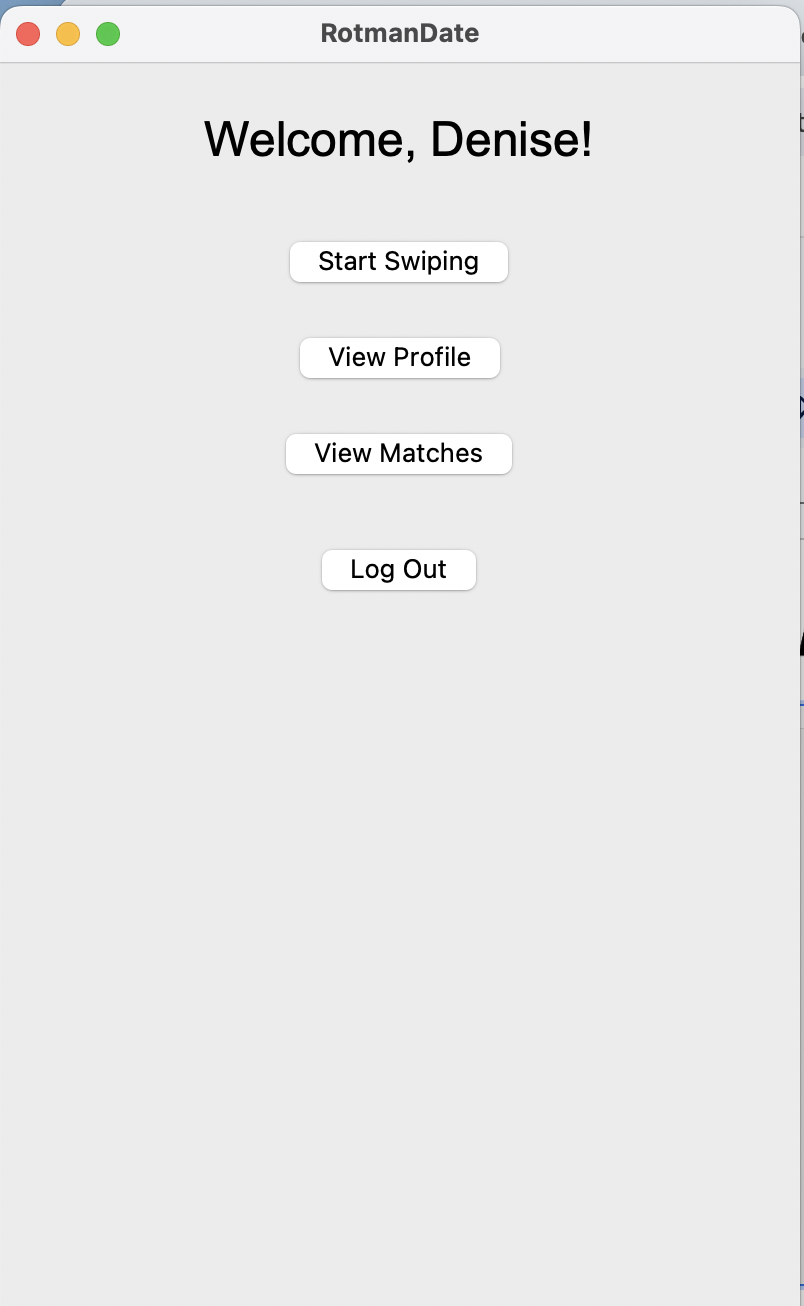 RotmanDate
Welcome, Denise!
Start Swiping
View Profile
View Matches
Log Out